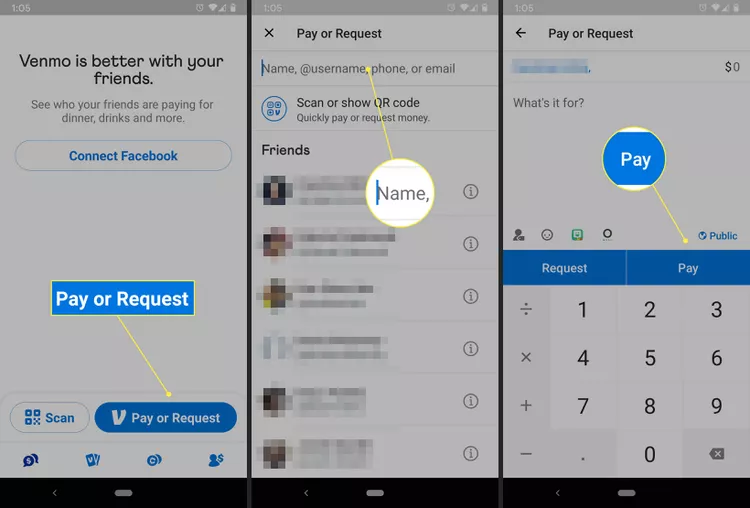 1:05
Venmo is better with your
friends.
See who your friends are paying for
dinner, drinks and more.
Connect Facebook
Pay or Request
Scan
Pay or Request
1:05
Pay or Request
Name, @username, phone, or email
Scan or show QR code
Quickly pay or request money.
Friends
Name,
1:05
Pay or Request
$0
What's it for?
Pay
Public
Request
Pay
÷ 1 2 3
× 4 5 6
+ 7 8 9
− . 0